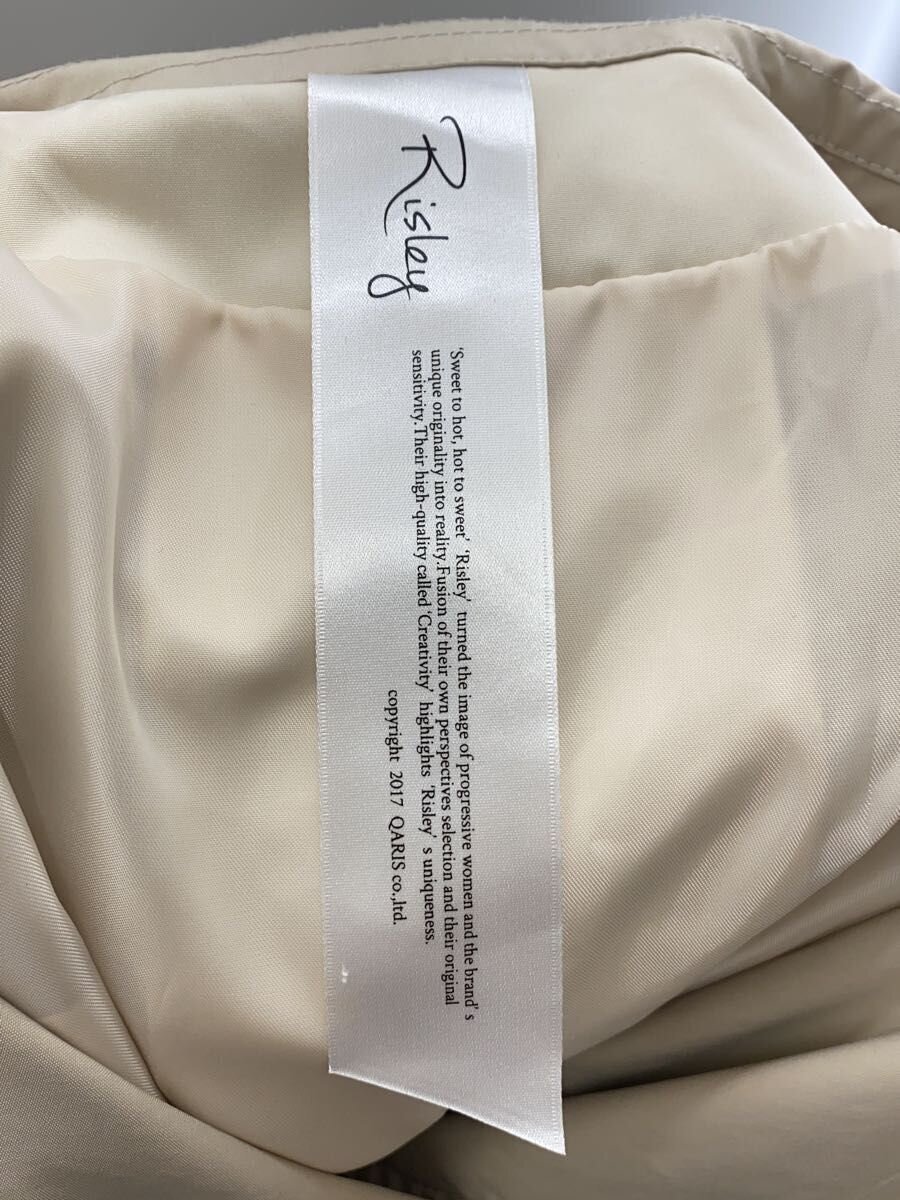 Risley
'Sweet to hot, hot to sweet' 'Risley' turned the image of progressive women and the brand's
unique originality into reality.Fusion of their own perspectives selection and their original
sensitivity.Their high-quality called 'Creativity' highlights 'Risley' s uniqueness.
copyright 2017 QARIS co.,ltd.